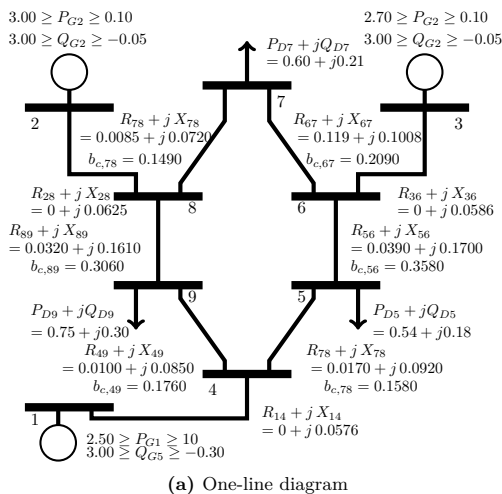 3.00 ≥ P_{G2} ≥ 0.10
3.00 ≥ Q_{G2} ≥ −0.05
2
P_{D7} + jQ_{D7}
= 0.60 + j0.21
7
2.70 ≥ P_{G2} ≥ 0.10
3.00 ≥ Q_{G2} ≥ −0.05
3
R_{78} + j X_{78}
= 0.0085 + j 0.0720
b_{c,78} = 0.1490
R_{67} + j X_{67}
= 0.119 + j 0.1008
b_{c,67} = 0.2090
R_{28} + j X_{28}
= 0 + j 0.0625
8
6
R_{36} + j X_{36}
= 0 + j 0.0586
R_{89} + j X_{89}
= 0.0320 + j 0.1610
b_{c,89} = 0.3060
R_{56} + j X_{56}
= 0.0390 + j 0.1700
b_{c,56} = 0.3580
9
5
P_{D9} + jQ_{D9}
= 0.75 + j0.30
P_{D5} + jQ_{D5}
= 0.54 + j0.18
R_{49} + j X_{49}
= 0.0100 + j 0.0850
b_{c,49} = 0.1760
4
R_{78} + j X_{78}
= 0.0170 + j 0.0920
b_{c,78} = 0.1580
1
R_{14} + j X_{14}
= 0 + j 0.0576
2.50 ≥ P_{G1} ≥ 10
3.00 ≥ Q_{G5} ≥ −0.30
(a) One-line diagram